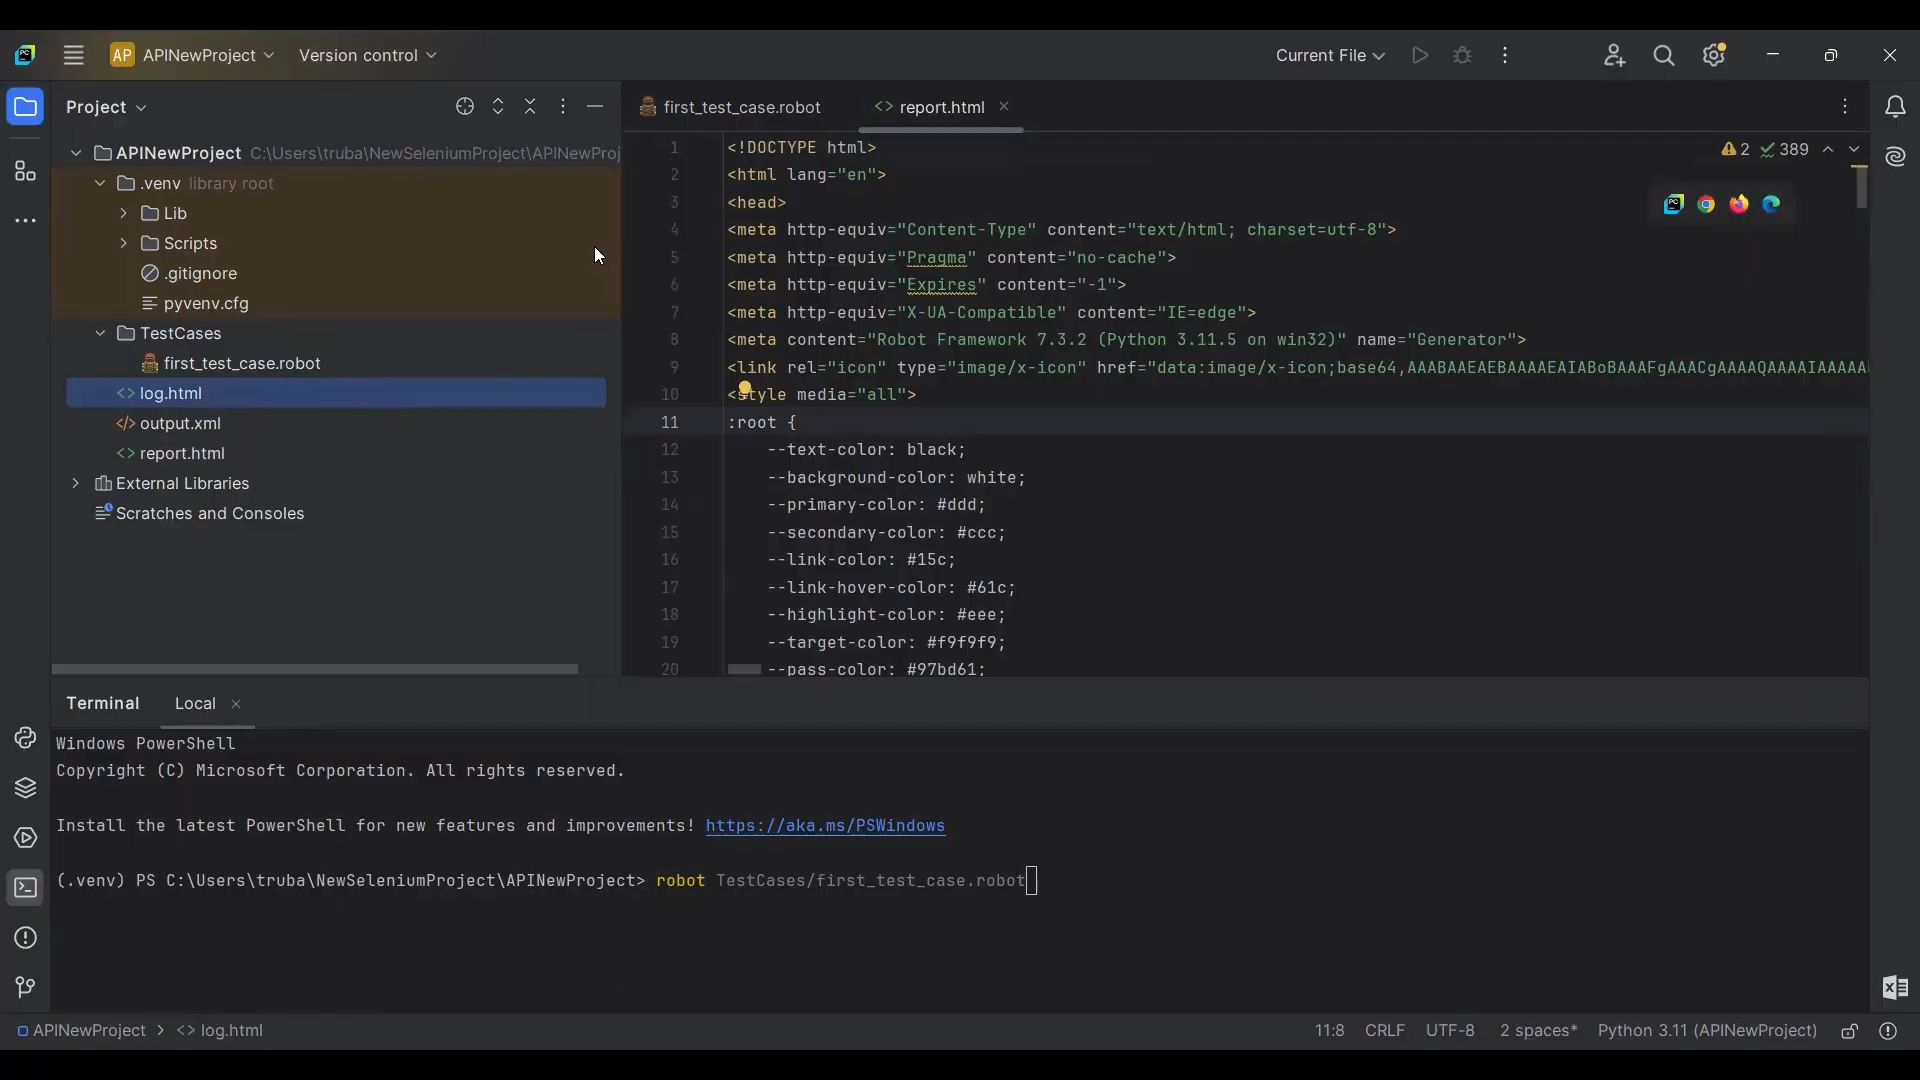 AP APINewProject
Version control
Current File
Project
first_test_case.robot
report.html
APINewProject C:\Users\truba\NewSeleniumProject\APINewProj
.venv library root
Lib
Scripts
.gitignore
pyvenv.cfg
TestCases
first_test_case.robot
log.html
output.xml
report.html
External Libraries
Scratches and Consoles
2 389
1 <!DOCTYPE html>
2 <html lang="en">
3 <head>
4 <meta http-equiv="Content-Type" content="text/html; charset=utf-8">
5 <meta http-equiv="Pragma" content="no-cache">
6 <meta http-equiv="Expires" content="-1">
7 <meta http-equiv="X-UA-Compatible" content="IE=edge">
8 <meta content="Robot Framework 7.3.2 (Python 3.11.5 on win32)" name="Generator">
9 <link rel="icon" type="image/x-icon" href="data:image/x-icon;base64,AAABAAEAEBAAAAEAIABoBAAAFgAAACgAAAAQAAAAIAAAAA
10 <style media="all">
11 :root {
12 --text-color: black;
13 --background-color: white;
14 --primary-color: #ddd;
15 --secondary-color: #ccc;
16 --link-color: #15c;
17 --link-hover-color: #61c;
18 --highlight-color: #eee;
19 --target-color: #f9f9f9;
20 --pass-color: #97bd61;
Terminal Local
Windows PowerShell
Copyright (C) Microsoft Corporation. All rights reserved.
Install the latest PowerShell for new features and improvements! https://aka.ms/PSWindows
(.venv) PS C:\Users\truba\NewSeleniumProject\APINewProject> robot TestCases/first_test_case.robot
APINewProject > log.html
11:8 CRLF UTF-8 2 spaces* Python 3.11 (APINewProject)